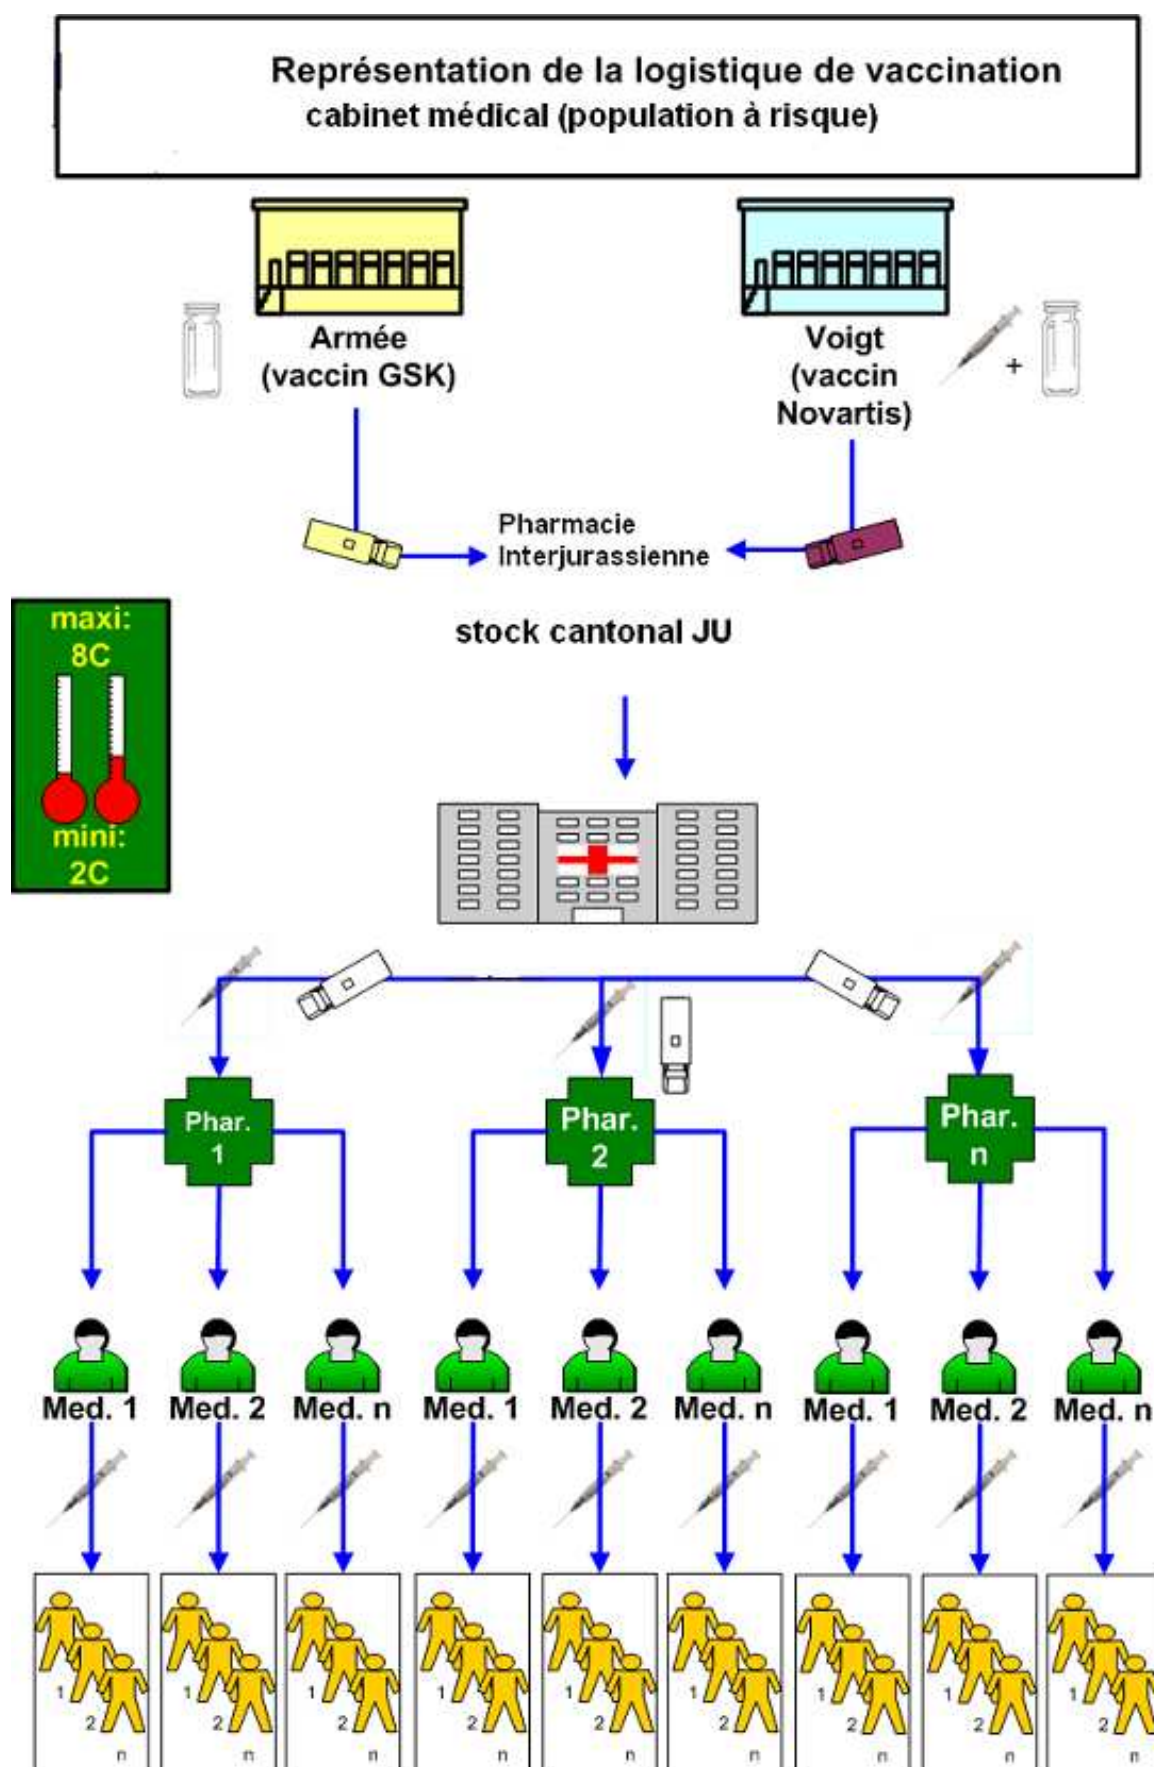 Représentation de la logistique de vaccination
cabinet médical (population à risque)
Armée
(vaccin GSK)
Voigt
(vaccin
Novartis)
+
Pharmacie
Interjurassienne
stock cantonal JU
maxi:
8C
mini:
2C
Phar.
1
Phar.
2
Phar.
n
Med. 1 Med. 2 Med. n Med. 1 Med. 2 Med. n Med. 1 Med. 2 Med. n
1 1 1 1 1 1 1 1 1
2 2 2 2 2 2 2 2 2
n n n n n n n n n